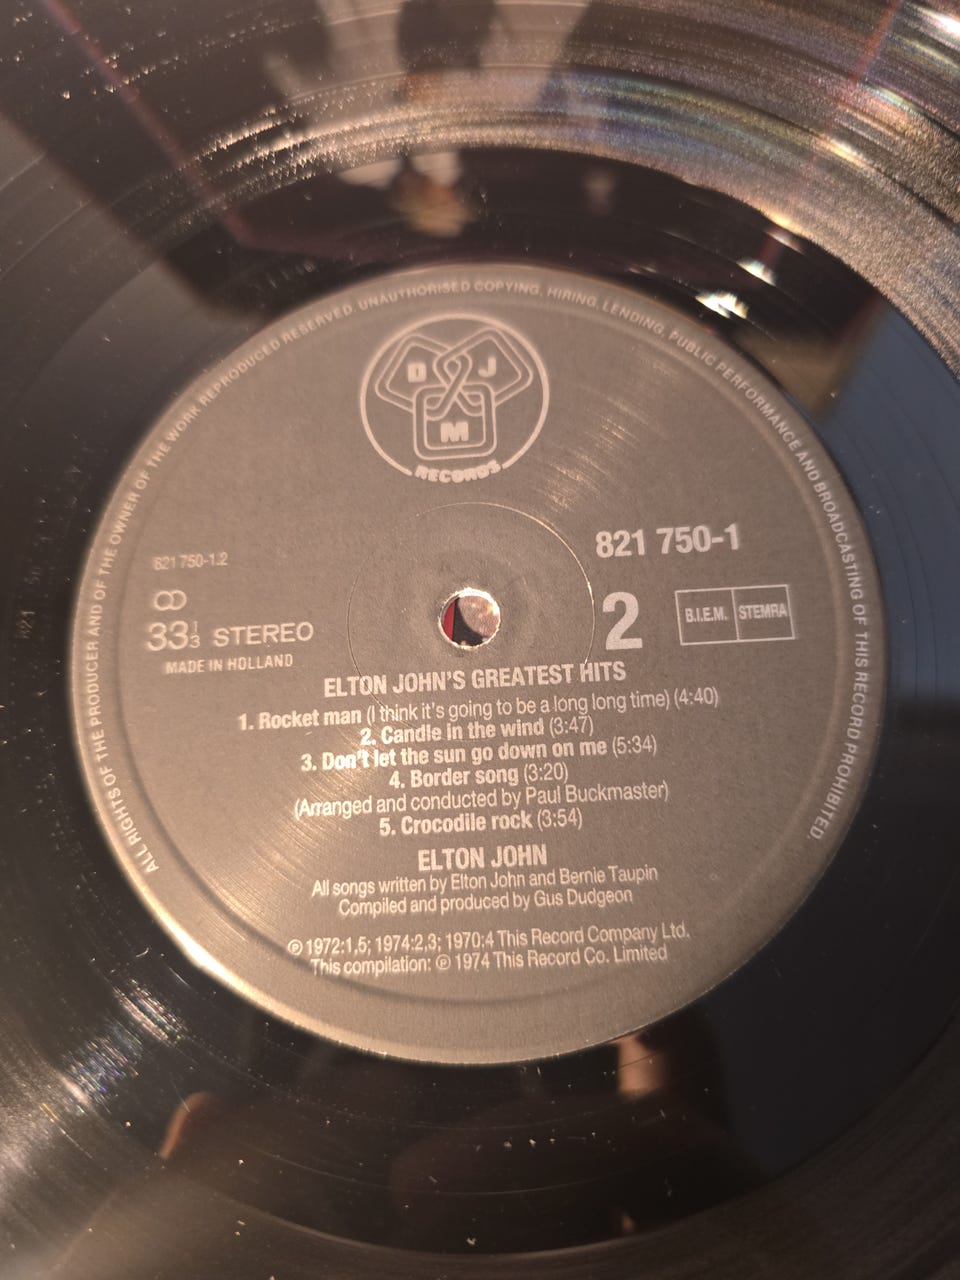 ALL RIGHTS OF THE PRODUCER AND OF THE OWNER OF THE WORK REPRODUCED RESERVED. UNAUTHORISED COPYING, HIRING, LENDING, PUBLIC PERFORMANCE AND BROADCASTING OF THIS RECORD PROHIBITED.
D J
M
RECORDS
821 750-1
821 750-1.2
33 1/3 STEREO
MADE IN HOLLAND
2
B.I.E.M. STEMRA
ELTON JOHN'S GREATEST HITS
1. Rocket man (I think it's going to be a long long time) (4:40)
2. Candle in the wind (3:47)
3. Don't let the sun go down on me (5:34)
4. Border song (3:20)
(Arranged and conducted by Paul Buckmaster)
5. Crocodile rock (3:54)
ELTON JOHN
All songs written by Elton John and Bernie Taupin
Compiled and produced by Gus Dudgeon
℗ 1972:1,5; 1974:2,3; 1970:4 This Record Company Ltd.
This compilation: ℗ 1974 This Record Co. Limited